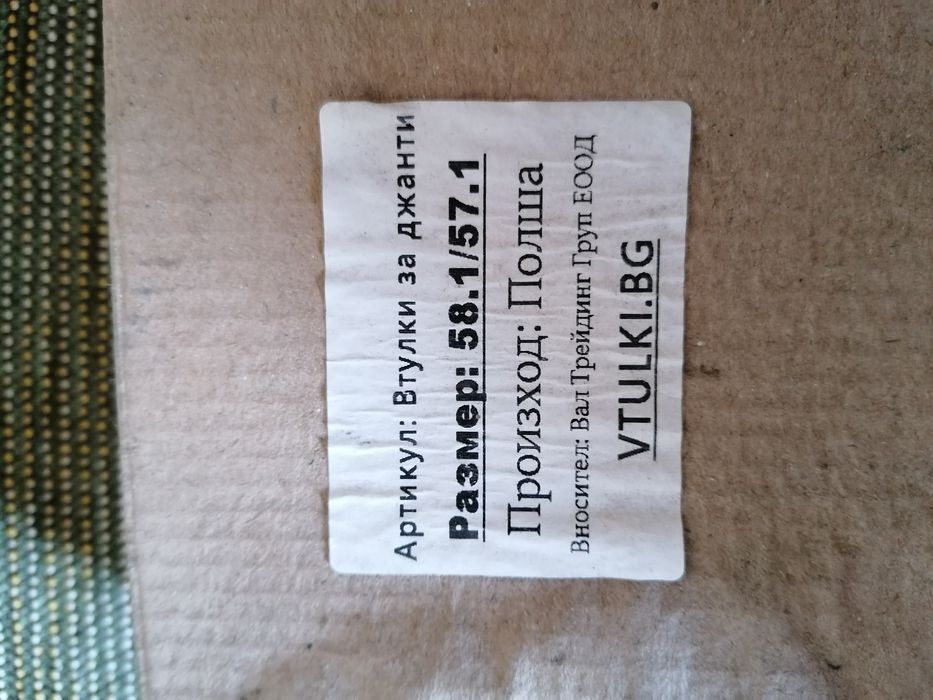 Артикул: Втулки за джанти
Размер: 58.1/57.1
Произход: Полша
Вносител: Вал Трейдинг Груп ЕООД
VTULKI.BG